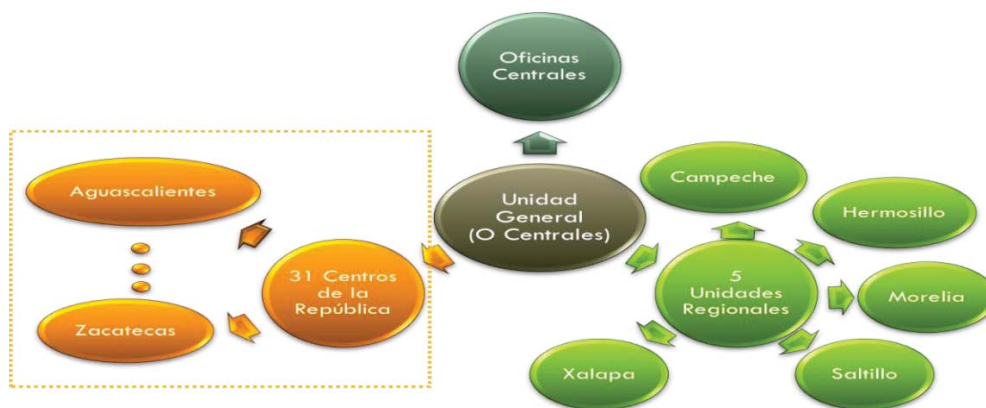 Oficinas
Centrales
Unidad
General
(O Centrales)
Aguascalientes
31 Centros
de la
República
Zacatecas
Campeche
Hermosillo
5
Unidades
Regionales
Morelia
Xalapa
Saltillo